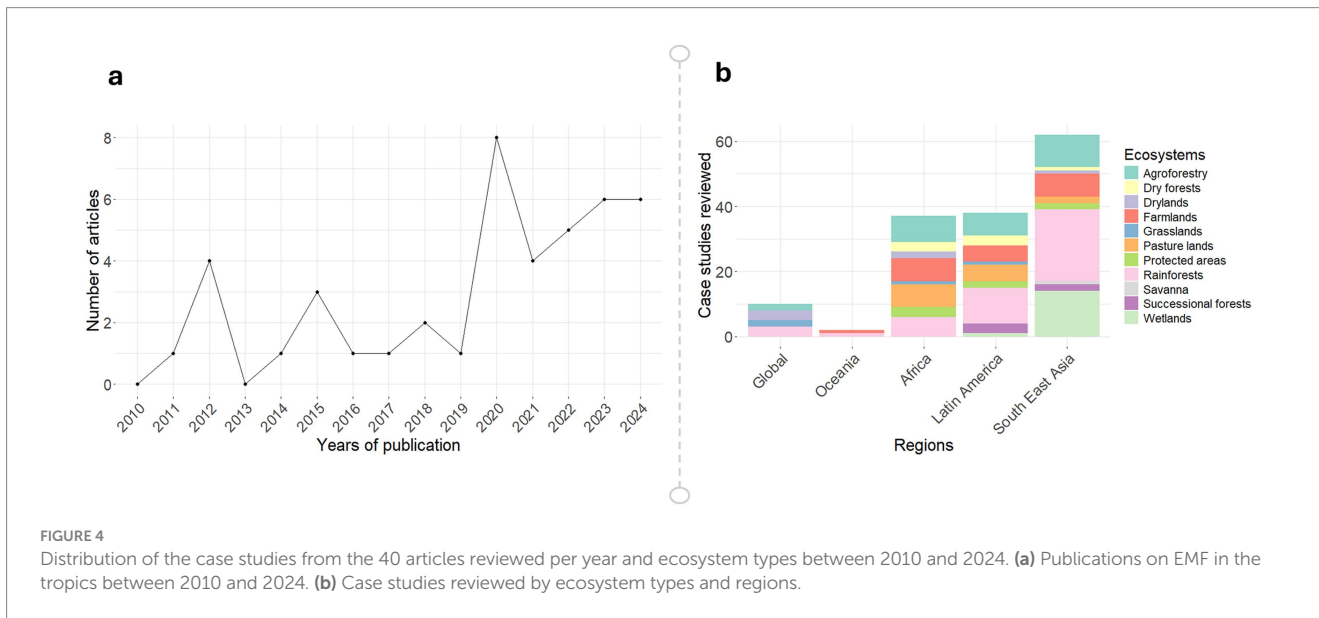 a
8
6
4
2
0
Number of articles
2010 2011 2012 2013 2014 2015 2016 2017 2018 2019 2020 2021 2022 2023 2024
Years of publication
b
60
40
20
0
Case studies reviewed
Global Oceania Africa Latin America South East Asia
Regions
Ecosystems
Agroforestry
Dry forests
Drylands
Farmlands
Grasslands
Pasture lands
Protected areas
Rainforests
Savanna
Successional forests
Wetlands
FIGURE 4
Distribution of the case studies from the 40 articles reviewed per year and ecosystem types between 2010 and 2024. (a) Publications on EMF in the
tropics between 2010 and 2024. (b) Case studies reviewed by ecosystem types and regions.